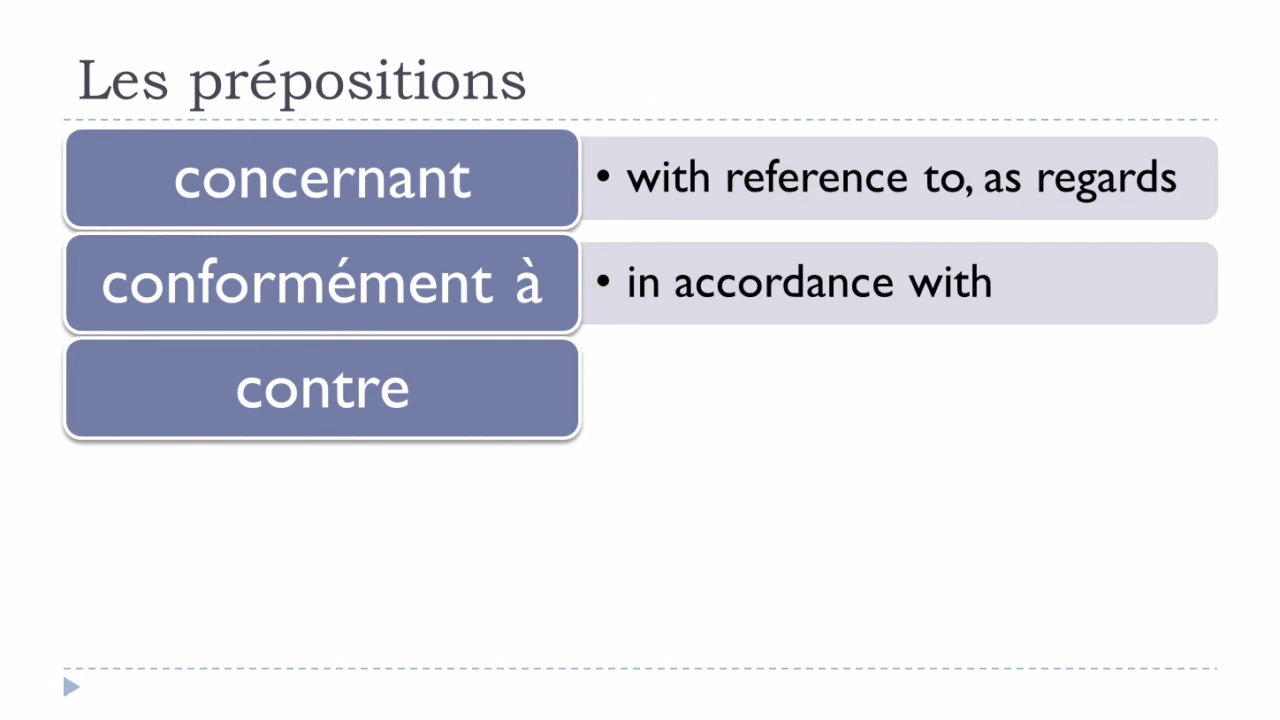 Les prépositions
concernant
• with reference to, as regards
conformément à
• in accordance with
contre